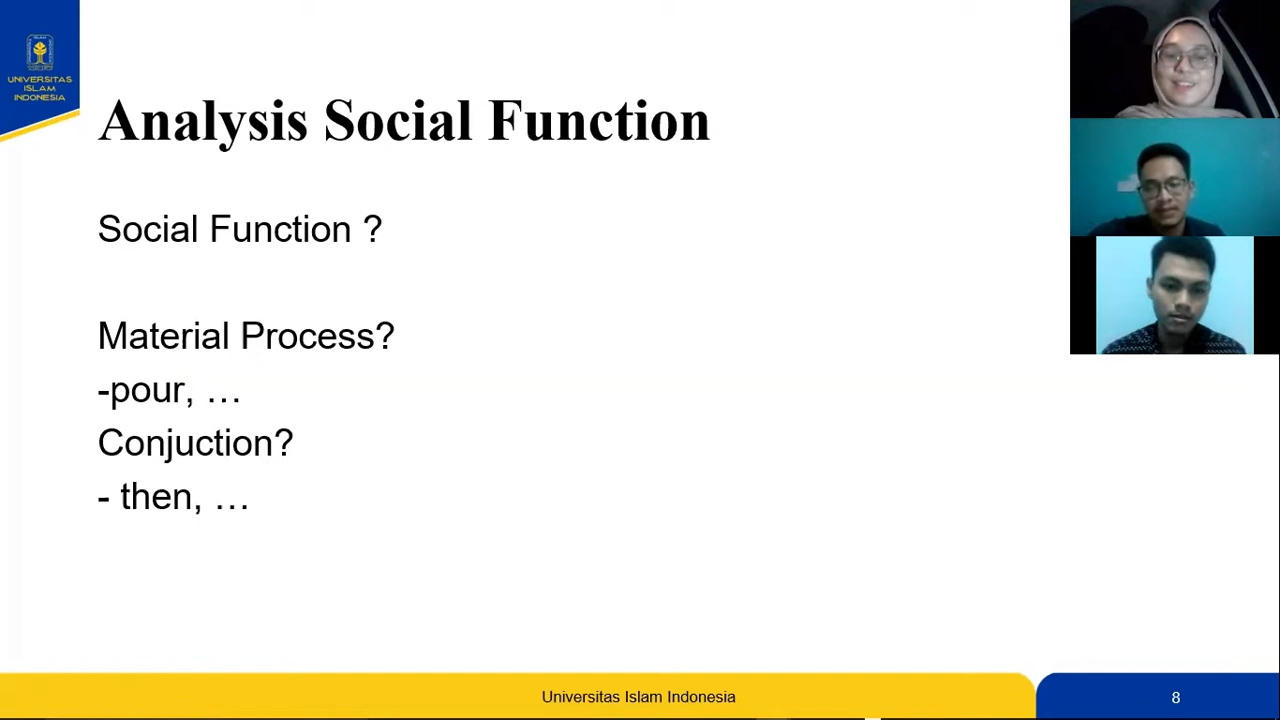 UNIVERSITAS
ISLAM
INDONESIA
Analysis Social Function
Social Function ?
Material Process?
-pour, …
Conjuction?
- then, …
Universitas Islam Indonesia
8